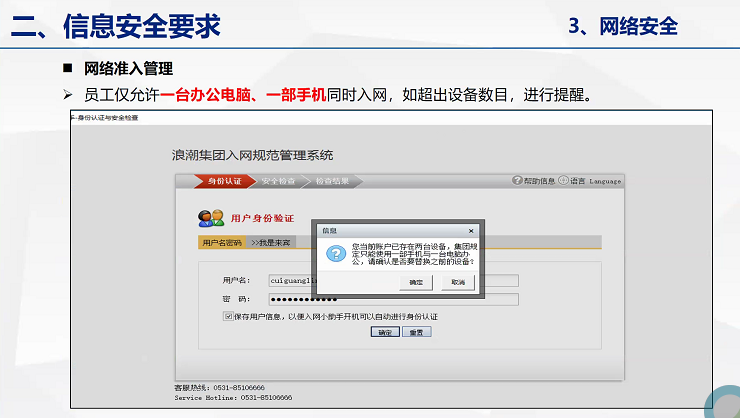 二、信息安全要求
3、网络安全
■ 网络准入管理
➢ 员工仅允许一台办公电脑、一部手机同时入网，如超出设备数目，进行提醒。
-身份认证与安全检查
浪潮集团入网规范管理系统
身份认证 安全检查 检查结果 帮助信息 语言 Language
用户身份验证
用户名密码 >>我是来宾
信息
您当前账户已存在两台设备，集团规
定只能使用一部手机与一台电脑办
公，请确认是否要替换之前的设备？
确定 取消
用户名：
密 码： ●●●●●●●●●●●●
保存用户信息，以便入网小助手开机可以自动进行身份认证
确定 重置
客服热线：0531-85106666
Service Hotline: 0531-85106666